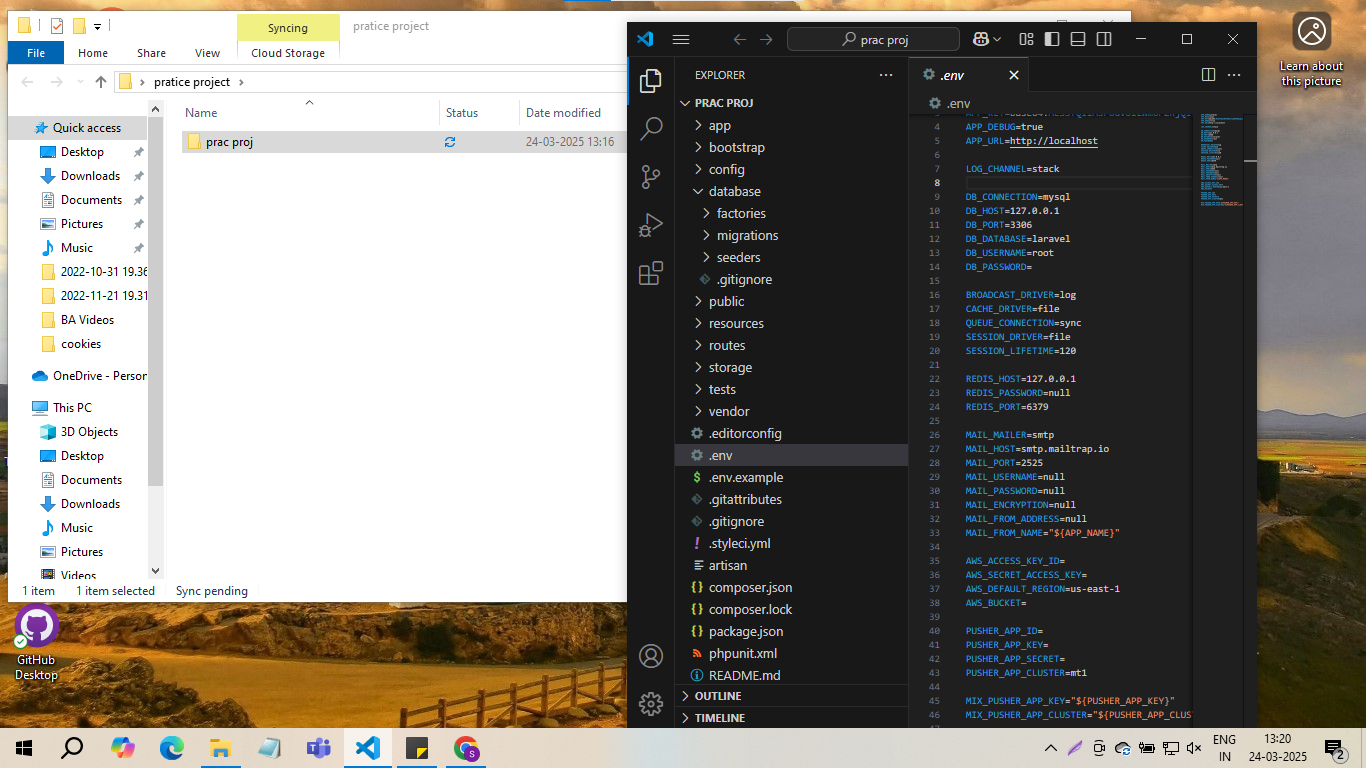 Syncing
pratice project
File
Home
Share
View
Cloud Storage
pratice project
Name
Status
Date modified
prac proj
24-03-2025 13:16
Quick access
Desktop
Downloads
Documents
Pictures
Music
2022-10-31 19.36
2022-11-21 19.31
BA Videos
cookies
OneDrive - Person
This PC
3D Objects
Desktop
Documents
Downloads
Music
Pictures
Videos
1 item
1 item selected
Sync pending
GitHub
Desktop
prac proj
EXPLORER
PRAC PROJ
app
bootstrap
config
database
factories
migrations
seeders
.gitignore
public
resources
routes
storage
tests
vendor
.editorconfig
.env
.env.example
.gitattributes
.gitignore
.styleci.yml
artisan
composer.json
composer.lock
package.json
phpunit.xml
README.md
OUTLINE
TIMELINE
.env
.env
4 APP_DEBUG=true
5 APP_URL=http://localhost
6
7 LOG_CHANNEL=stack
8
9 DB_CONNECTION=mysql
10 DB_HOST=127.0.0.1
11 DB_PORT=3306
12 DB_DATABASE=laravel
13 DB_USERNAME=root
14 DB_PASSWORD=
15
16 BROADCAST_DRIVER=log
17 CACHE_DRIVER=file
18 QUEUE_CONNECTION=sync
19 SESSION_DRIVER=file
20 SESSION_LIFETIME=120
21
22 REDIS_HOST=127.0.0.1
23 REDIS_PASSWORD=null
24 REDIS_PORT=6379
25
26 MAIL_MAILER=smtp
27 MAIL_HOST=smtp.mailtrap.io
28 MAIL_PORT=2525
29 MAIL_USERNAME=null
30 MAIL_PASSWORD=null
31 MAIL_ENCRYPTION=null
32 MAIL_FROM_ADDRESS=null
33 MAIL_FROM_NAME="${APP_NAME}"
34
35 AWS_ACCESS_KEY_ID=
36 AWS_SECRET_ACCESS_KEY=
37 AWS_DEFAULT_REGION=us-east-1
38 AWS_BUCKET=
39
40 PUSHER_APP_ID=
41 PUSHER_APP_KEY=
42 PUSHER_APP_SECRET=
43 PUSHER_APP_CLUSTER=mt1
44
45 MIX_PUSHER_APP_KEY="${PUSHER_APP_KEY}"
46 MIX_PUSHER_APP_CLUSTER="${PUSHER_APP_CLUS
Learn about
this picture
ENG
IN
13:20
24-03-2025
2